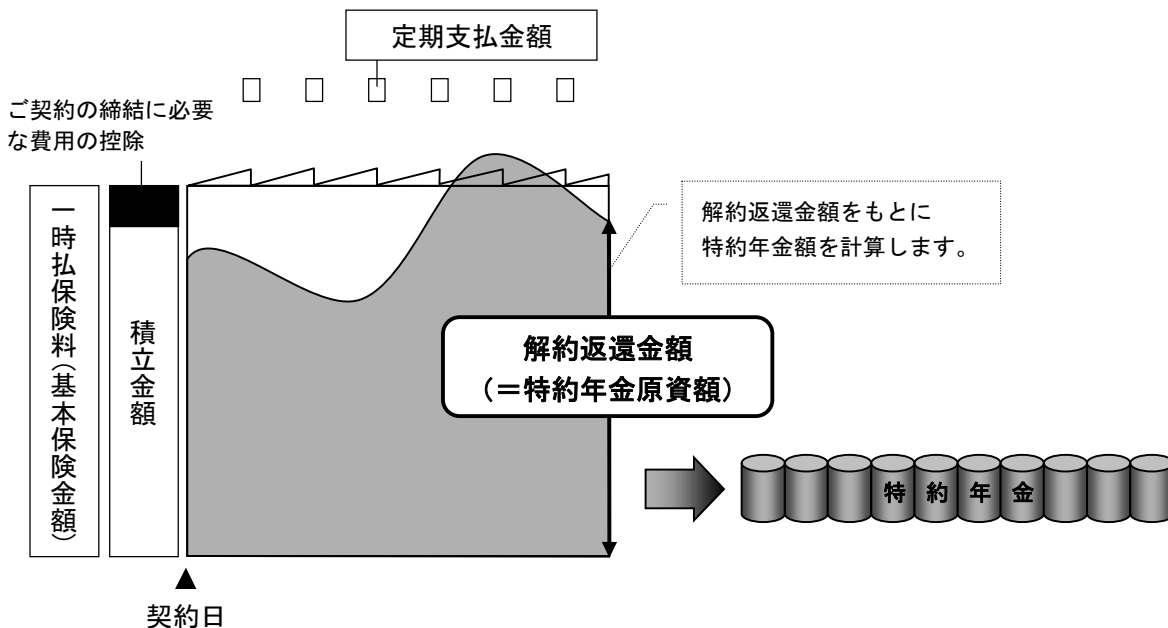 定期支払金額
ご契約の締結に必要
な費用の控除
一時払保険料（基本保険金額）
積立金額
解約返還金額をもとに
特約年金額を計算します。
解約返還金額
（＝特約年金原資額）
特約年金
▲
契約日